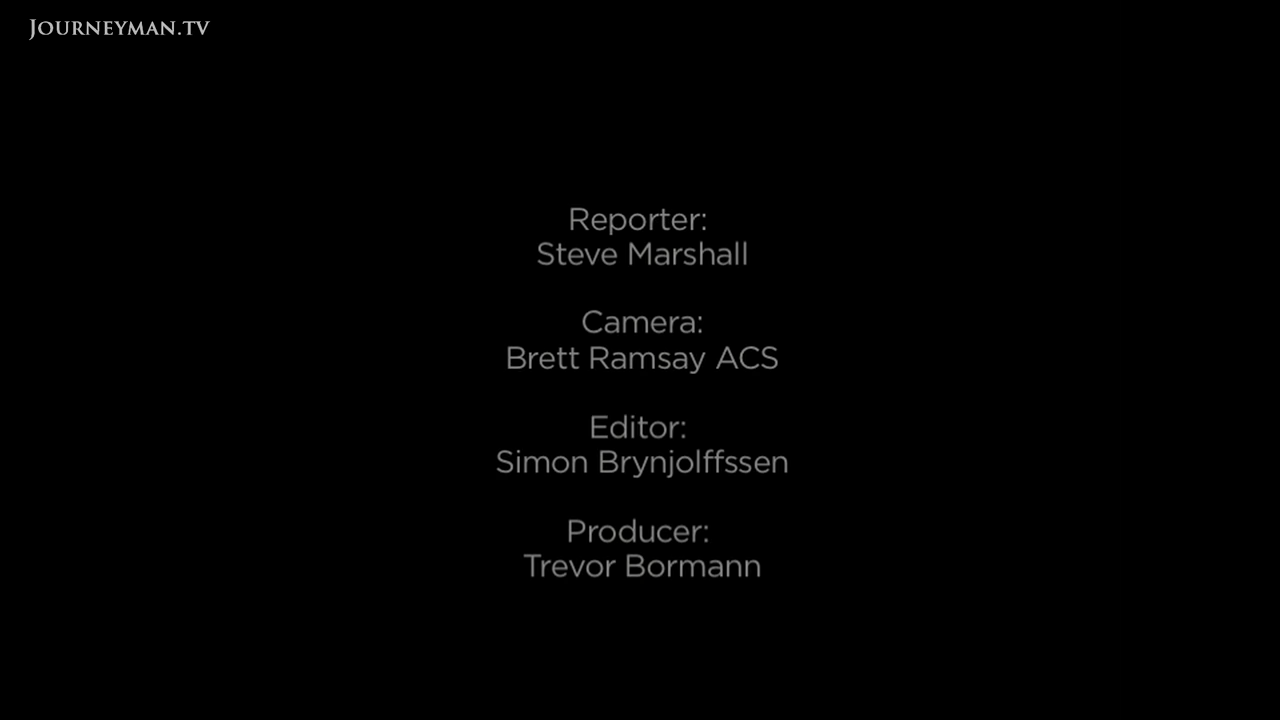 JOURNEYMAN.TV
Reporter:
Steve Marshall
Camera:
Brett Ramsay ACS
Editor:
Simon Brynjolffssen
Producer:
Trevor Bormann